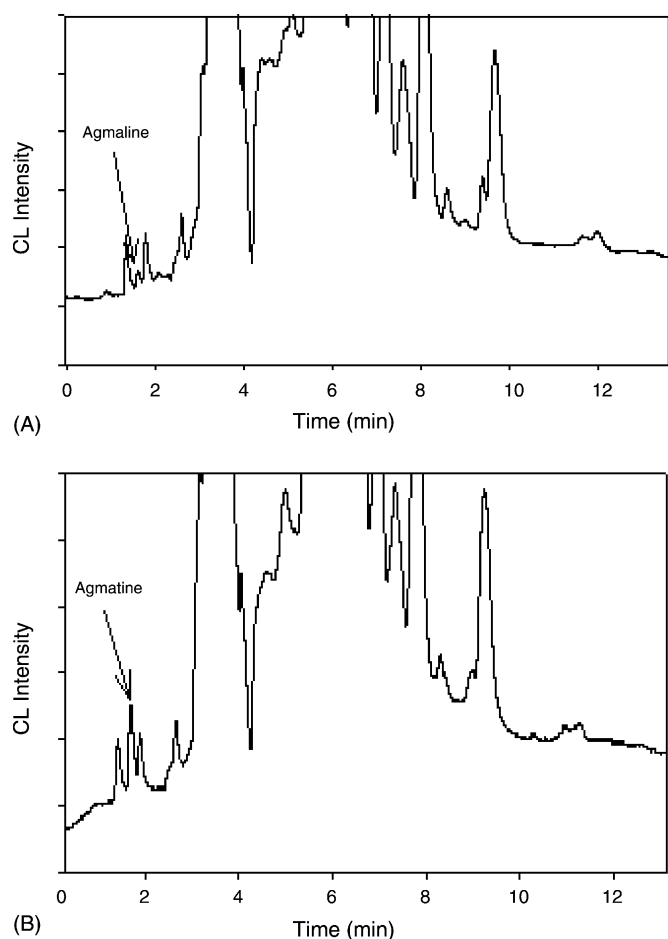 Agmaline
CL Intensity
0 2 4 6 8 10 12
Time (min)
(A)
Agmatine
CL Intensity
0 2 4 6 8 10 12
Time (min)
(B)